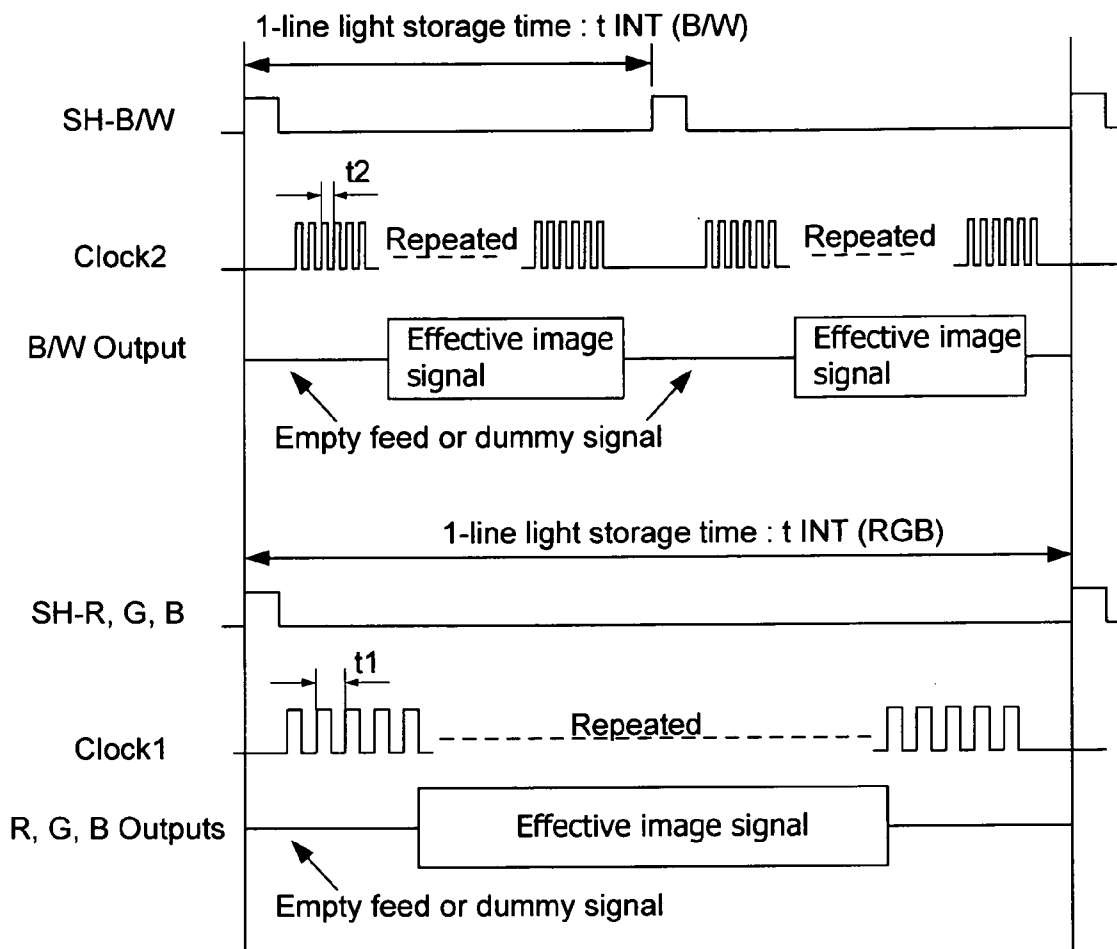 1-line light storage time : t INT (B/W)
SH-B/W
t2
Clock2
Repeated
Repeated
B/W Output
Effective image
signal
Effective image
signal
Empty feed or dummy signal
1-line light storage time : t INT (RGB)
SH-R, G, B
t1
Clock1
Repeated
R, G, B Outputs
Effective image signal
Empty feed or dummy signal